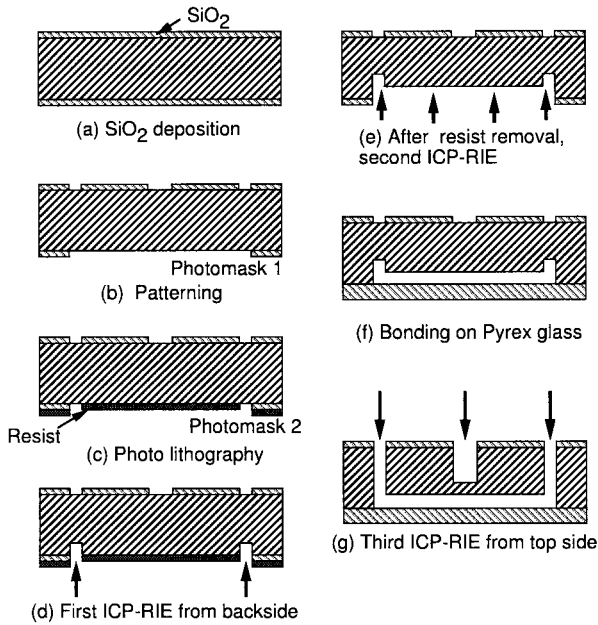 SiO2
(a) SiO2 deposition
Photomask 1
(b) Patterning
Resist
Photomask 2
(c) Photo lithography
(d) First ICP-RIE from backside
(e) After resist removal,
second ICP-RIE
(f) Bonding on Pyrex glass
(g) Third ICP-RIE from top side